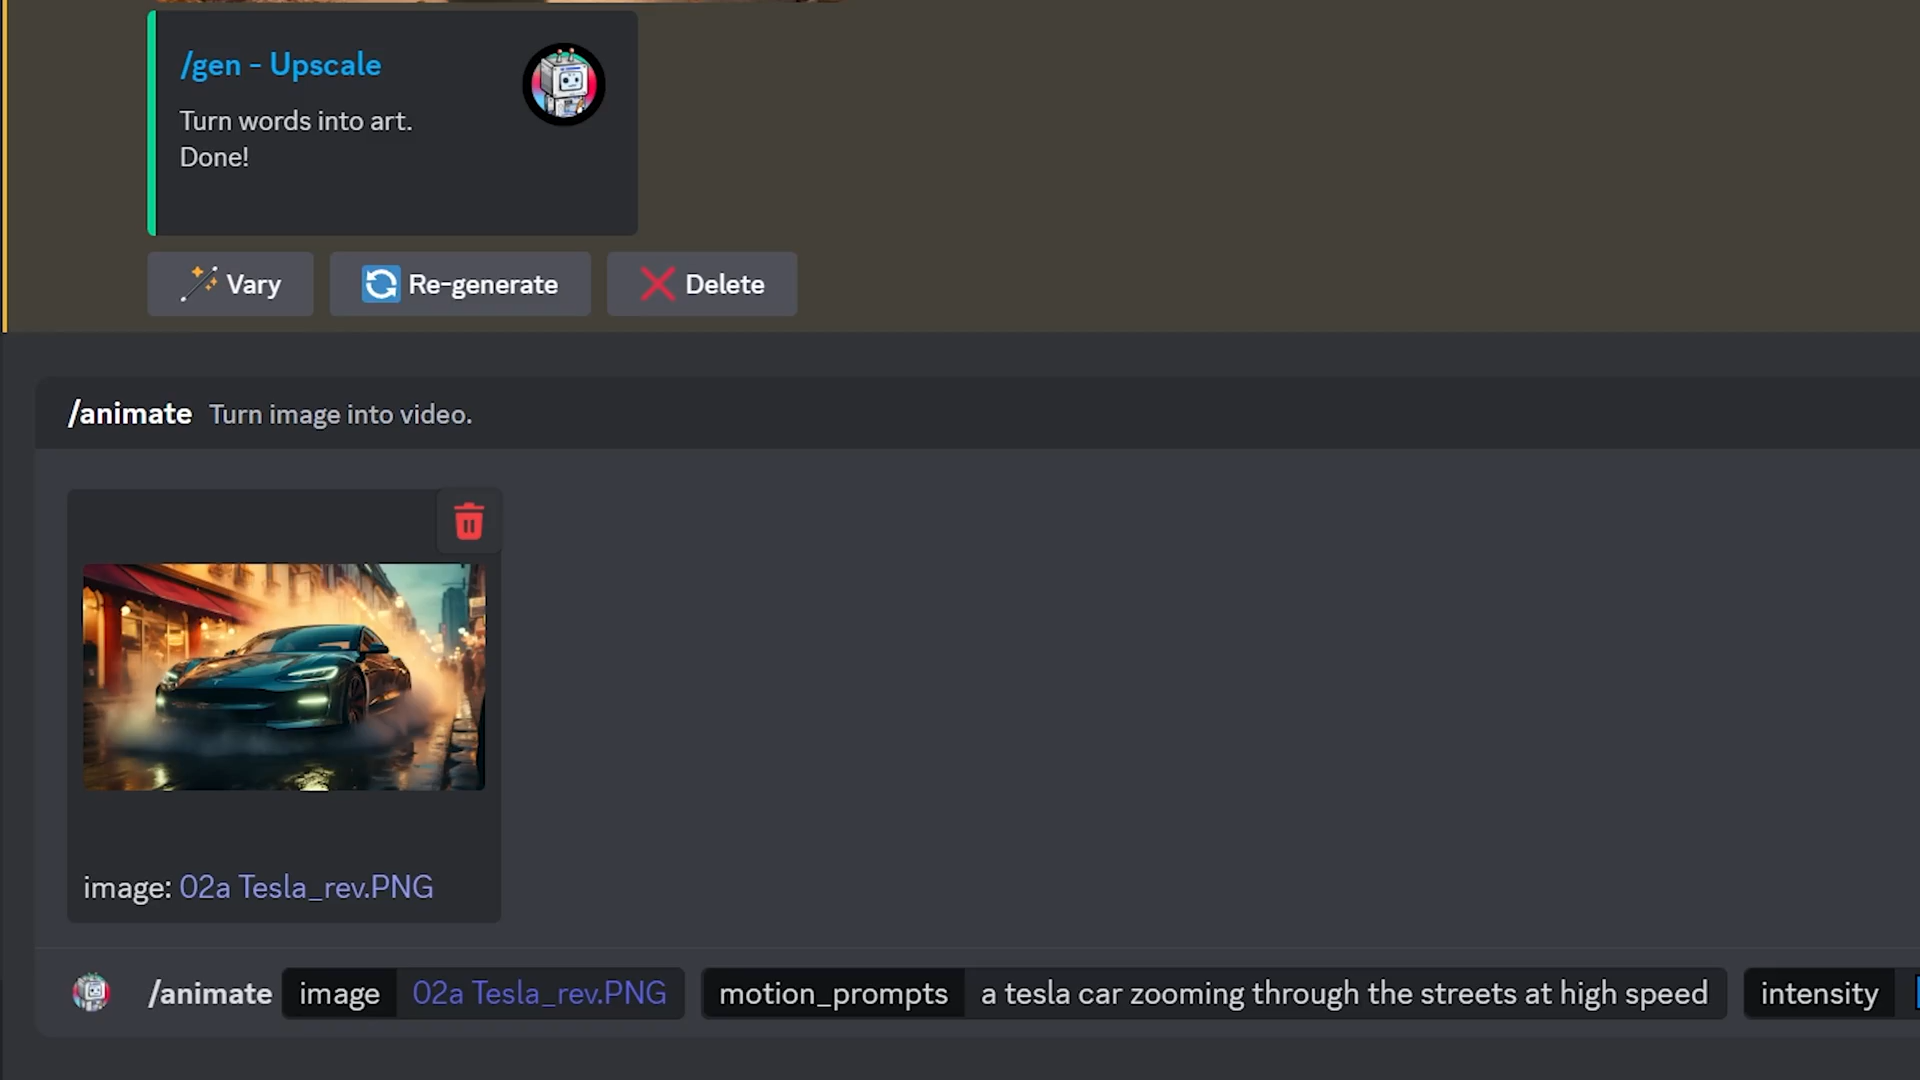 /gen - Upscale
Turn words into art.
Done!
Vary
Re-generate
Delete
/animate Turn image into video.
image: 02a Tesla_rev.PNG
/animate image 02a Tesla_rev.PNG motion_prompts a tesla car zooming through the streets at high speed intensity